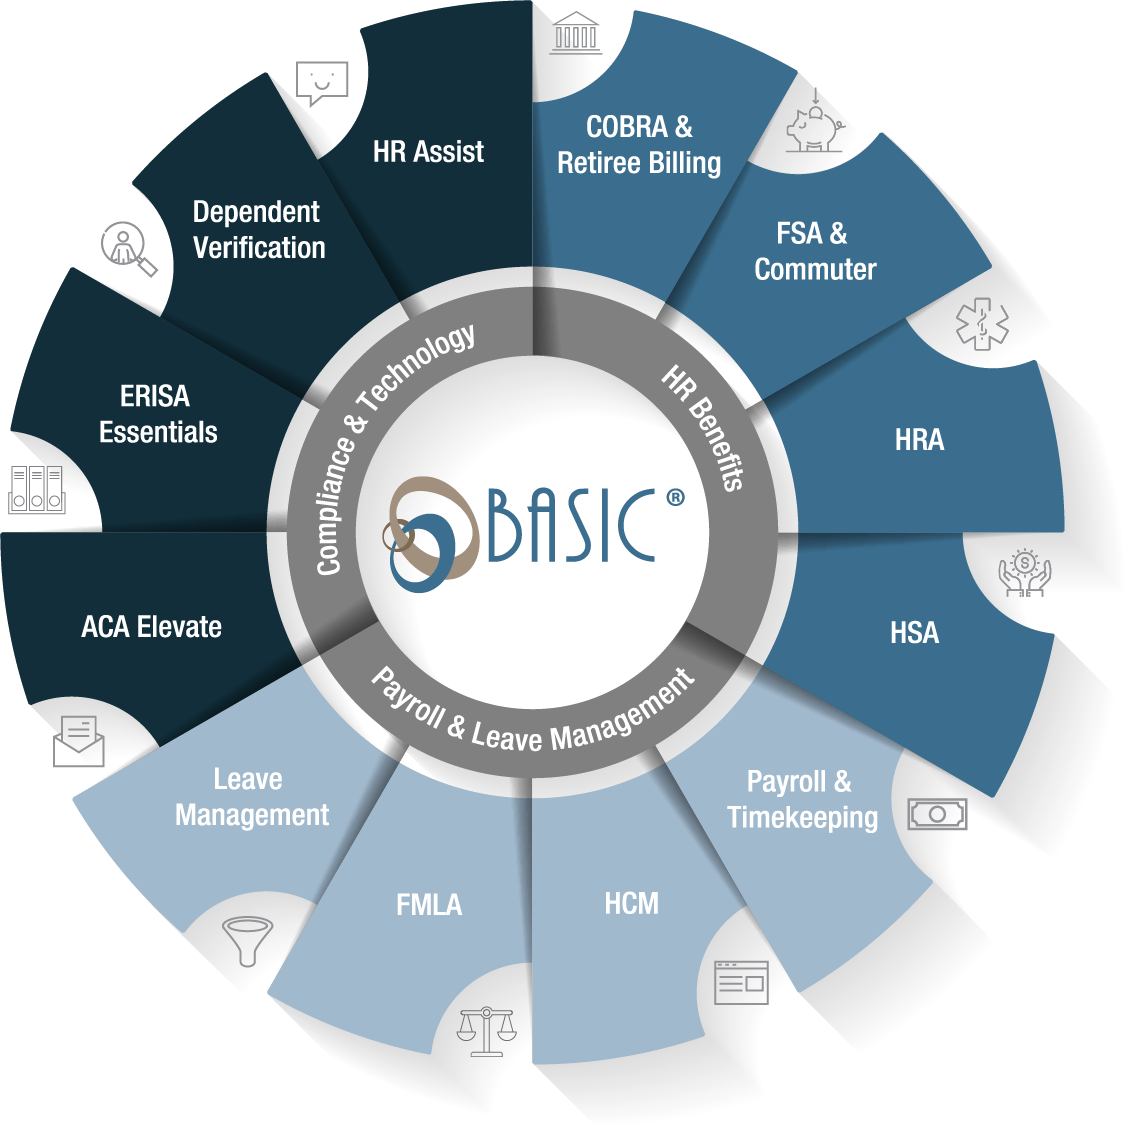 HR Assist
COBRA &
Retiree Billing
Dependent
Verification
FSA &
Commuter
ERISA
Essentials
HRA
ACA Elevate
HSA
Leave
Management
Payroll &
Timekeeping
FMLA
HCM
Compliance & Technology
HR Benefits
Payroll & Leave Management
BASIC®
$